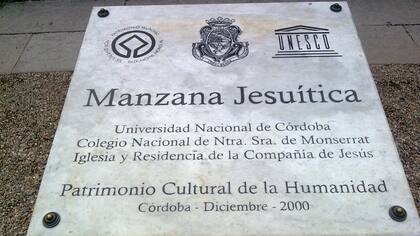 UNESCO
Manzana Jesuítica
Universidad Nacional de Córdoba
Colegio Nacional de Ntra. Sra. de Monserrat
Iglesia y Residencia de la Compañia de Jesús
Patrimonio Cultural de la Humanidad
Córdoba - Diciembre - 2000